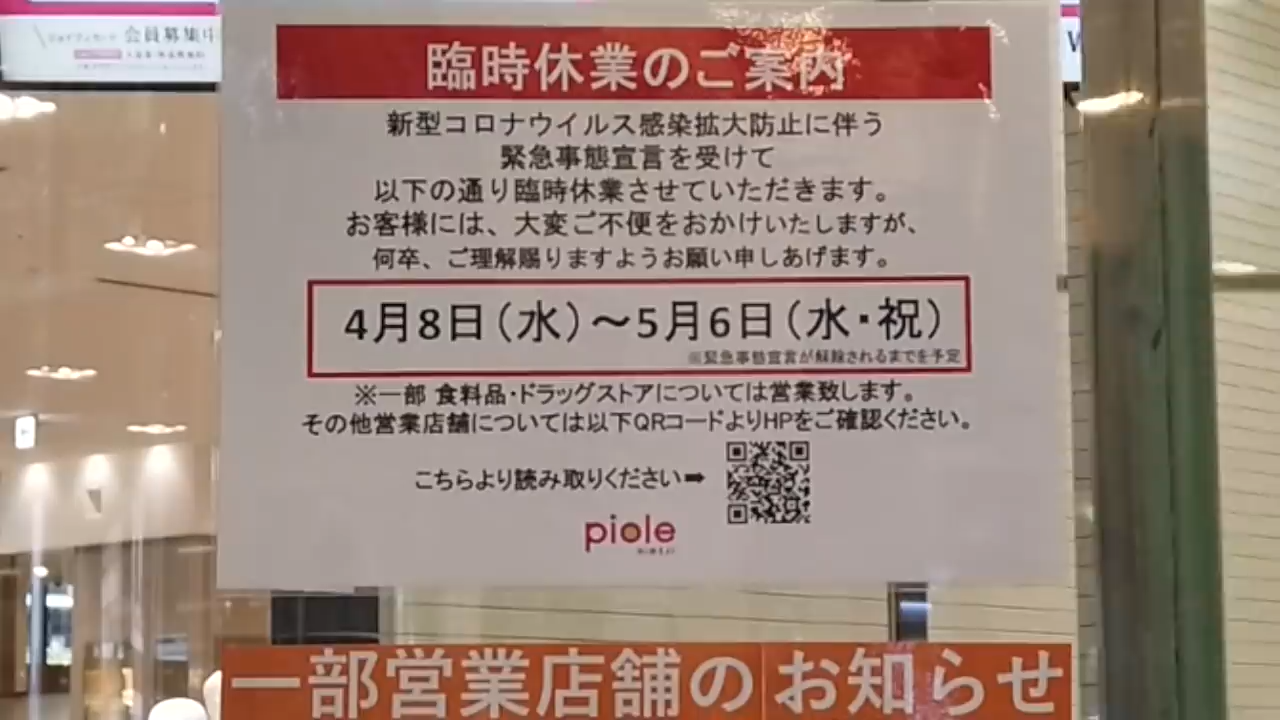 会員募集中
臨時休業のご案内
新型コロナウイルス感染拡大防止に伴う
緊急事態宣言を受けて
以下の通り臨時休業させていただきます。
お客様には、大変ご不便をおかけいたしますが、
何卒、ご理解賜りますようお願い申しあげます。
4月8日(水)～5月6日(水・祝)
※緊急事態宣言が解除されるまでを予定
※一部 食料品・ドラッグストアについては営業致します。
その他営業店舗については以下QRコードよりHPをご確認ください。
こちらより読み取りください➡
piole
一部営業店舗のお知らせ